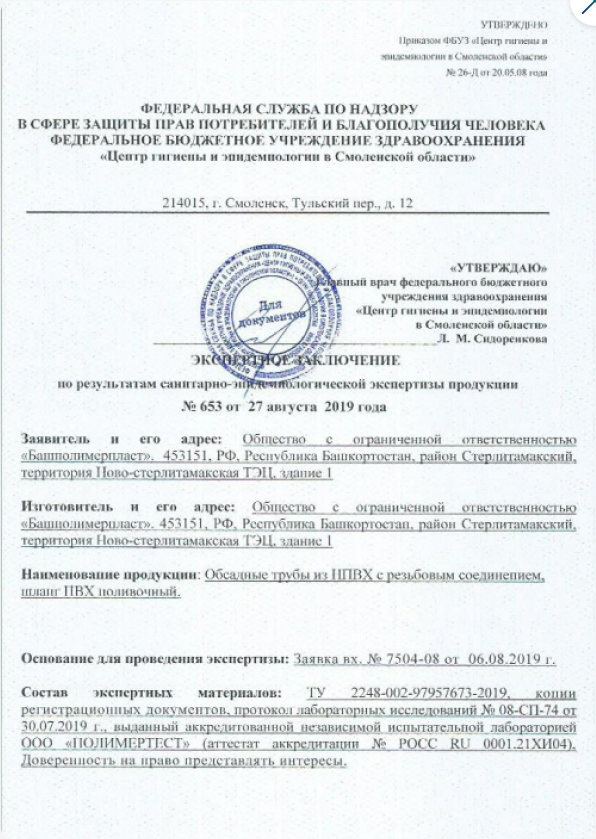 УТВЕРЖДЕНО
Приказом ФБУЗ «Центр гигиены и
эпидемиологии в Смоленской области»
№ 26-Д от 20.05.08 года
ФЕДЕРАЛЬНАЯ СЛУЖБА ПО НАДЗОРУ
В СФЕРЕ ЗАЩИТЫ ПРАВ ПОТРЕБИТЕЛЕЙ И БЛАГОПОЛУЧИЯ ЧЕЛОВЕКА
ФЕДЕРАЛЬНОЕ БЮДЖЕТНОЕ УЧРЕЖДЕНИЕ ЗДРАВООХРАНЕНИЯ
«Центр гигиены и эпидемиологии в Смоленской области»
214015, г. Смоленск, Тульский пер., д. 12
«УТВЕРЖДАЮ»
Главный врач федерального бюджетного
учреждения здравоохранения
«Центр гигиены и эпидемиологии
в Смоленской области»
Л. М. Сидоренкова
Для
документов
ЭКСПЕРТНОЕ ЗАКЛЮЧЕНИЕ
по результатам санитарно-эпидемиологической экспертизы продукции
№ 653 от 27 августа 2019 года
Заявитель и его адрес: Общество с ограниченной ответственностью
«Башполимерпласт». 453151, РФ, Республика Башкортостан, район Стерлитамакский,
территория Ново-стерлитамакская ТЭЦ, здание 1
Изготовитель и его адрес: Общество с ограниченной ответственностью
«Башполимерпласт». 453151, РФ, Республика Башкортостан, район Стерлитамакский,
территория Ново-стерлитамакская ТЭЦ, здание 1
Наименование продукции: Обсадные трубы из НПВХ с резьбовым соединением,
шланг ПВХ поливочный.
Основание для проведения экспертизы: Заявка вх. № 7504-08 от 06.08.2019 г.
Состав экспертных материалов: ТУ 2248-002-97957673-2019, копии
регистрационных документов, протокол лабораторных исследований № 08-СП-74 от
30.07.2019 г., выданный аккредитованной независимой испытательной лабораторией
ООО «ПОЛИМЕРТЕСТ» (аттестат аккредитации № РОСС RU 0001.21ХИ04).
Доверенность на право представлять интересы.